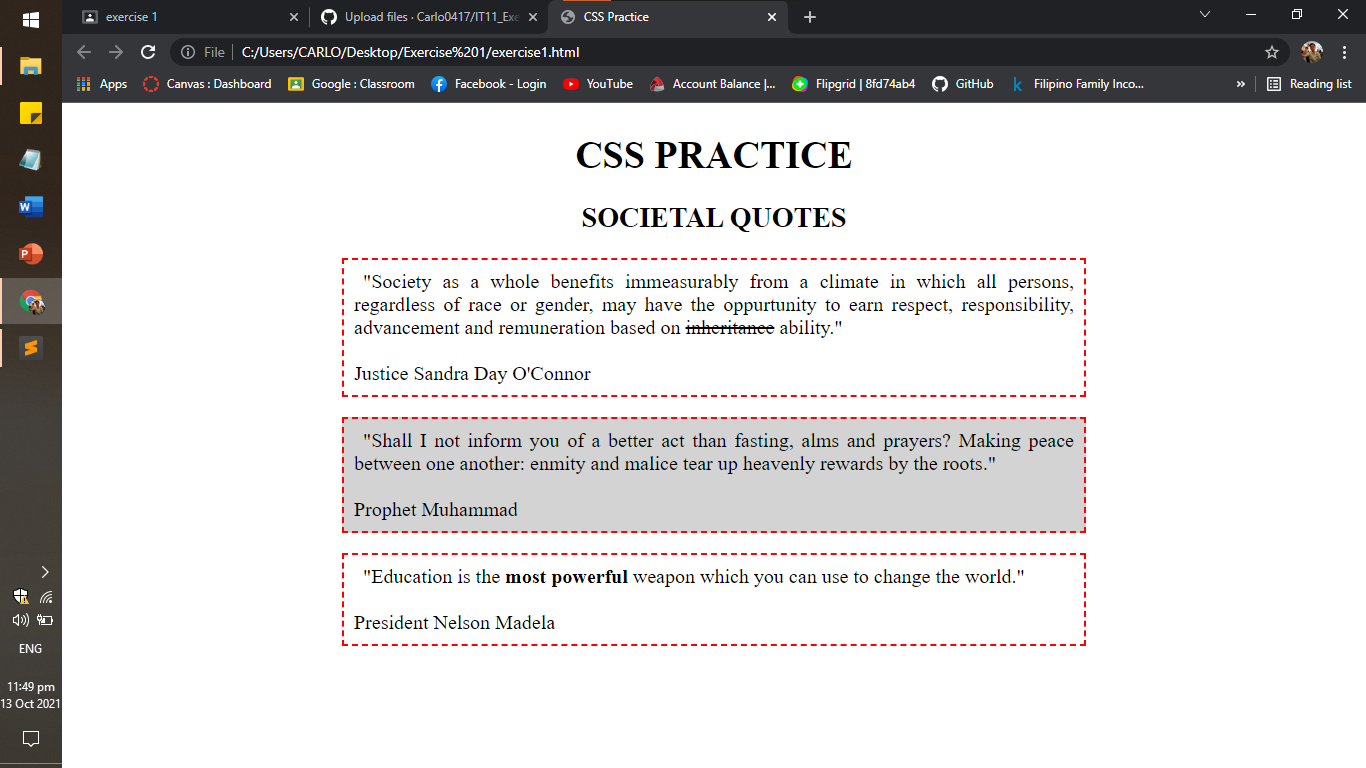 exercise 1
Upload files · Carlo0417/IT11_Exe
CSS Practice
File
C:/Users/CARLO/Desktop/Exercise%201/exercise1.html
Apps
Canvas : Dashboard
Google : Classroom
Facebook - Login
YouTube
Account Balance |...
Flipgrid | 8fd74ab4
GitHub
Filipino Family Inco...
»
Reading list
CSS PRACTICE
SOCIETAL QUOTES
"Society as a whole benefits immeasurably from a climate in which all persons,
regardless of race or gender, may have the oppurtunity to earn respect, responsibility,
advancement and remuneration based on inheritance ability."
Justice Sandra Day O'Connor
"Shall I not inform you of a better act than fasting, alms and prayers? Making peace
between one another: enmity and malice tear up heavenly rewards by the roots."
Prophet Muhammad
"Education is the most powerful weapon which you can use to change the world."
President Nelson Madela
ENG
11:49 pm
13 Oct 2021